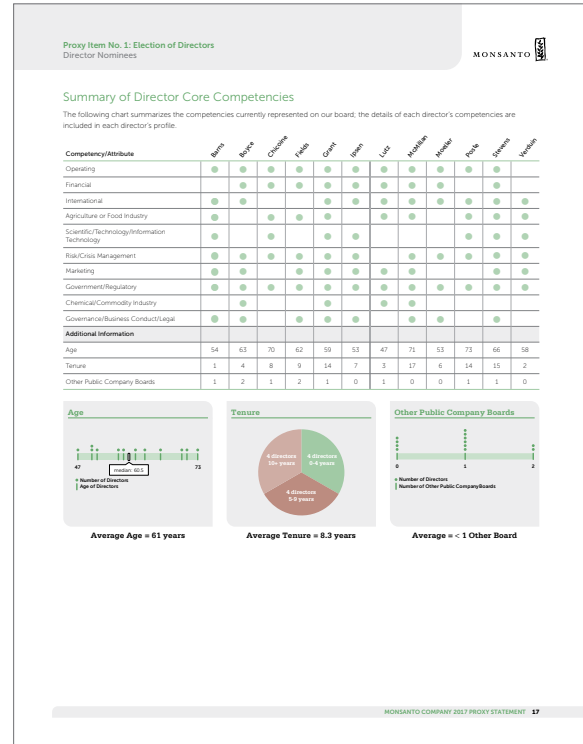 Proxy Item No. 1: Election of Directors
Director Nominees
MONSANTO
Summary of Director Core Competencies
The following chart summarizes the competencies currently represented on our board; the details of each director's competencies are
included in each director's profile.
Competency/Attribute Barns Boyce Chicoine Fields Grant Ipsen Lutz McMillan Moeller Poste Stevens Verduin
Operating
Financial
International
Agriculture or Food Industry
Scientific/Technology/Information
Technology
Risk/Crisis Management
Marketing
Government/Regulatory
Chemical/Commodity Industry
Governance/Business Conduct/Legal
Additional Information
Age 54 63 70 62 59 53 47 71 53 73 66 58
Tenure 1 4 8 9 14 7 3 17 6 14 15 2
Other Public Company Boards 1 2 1 2 1 0 1 0 0 1 1 0
Age
47 73
median: 60.5
Number of Directors
Age of Directors
Average Age = 61 years
Tenure
4 directors
10+ years
4 directors
0-4 years
4 directors
5-9 years
Average Tenure = 8.3 years
Other Public Company Boards
0 1 2
Number of Directors
Number of Other Public Company Boards
Average = < 1 Other Board
MONSANTO COMPANY 2017 PROXY STATEMENT 17